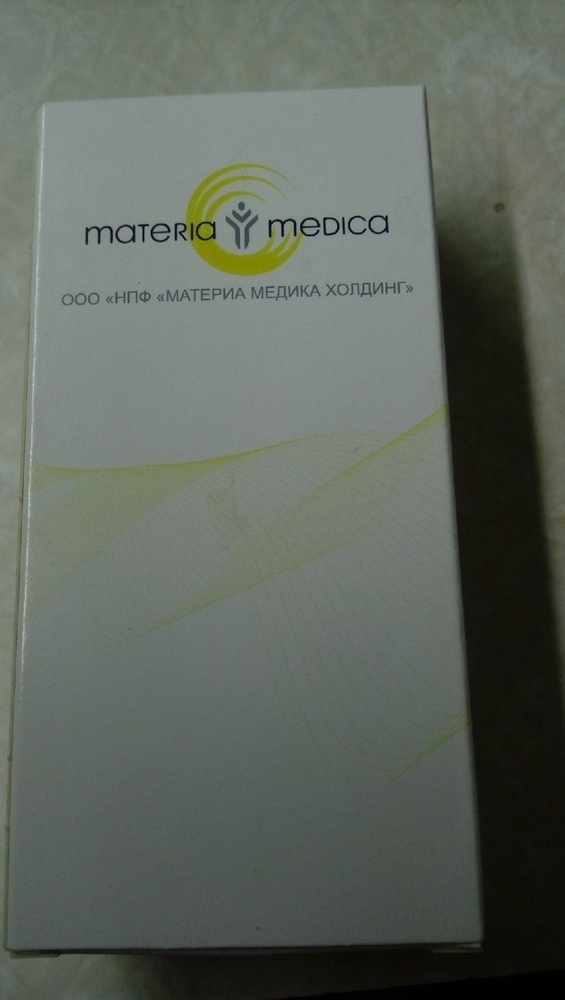 materia medica
ООО «НПФ «МАТЕРИА МЕДИКА ХОЛДИНГ»